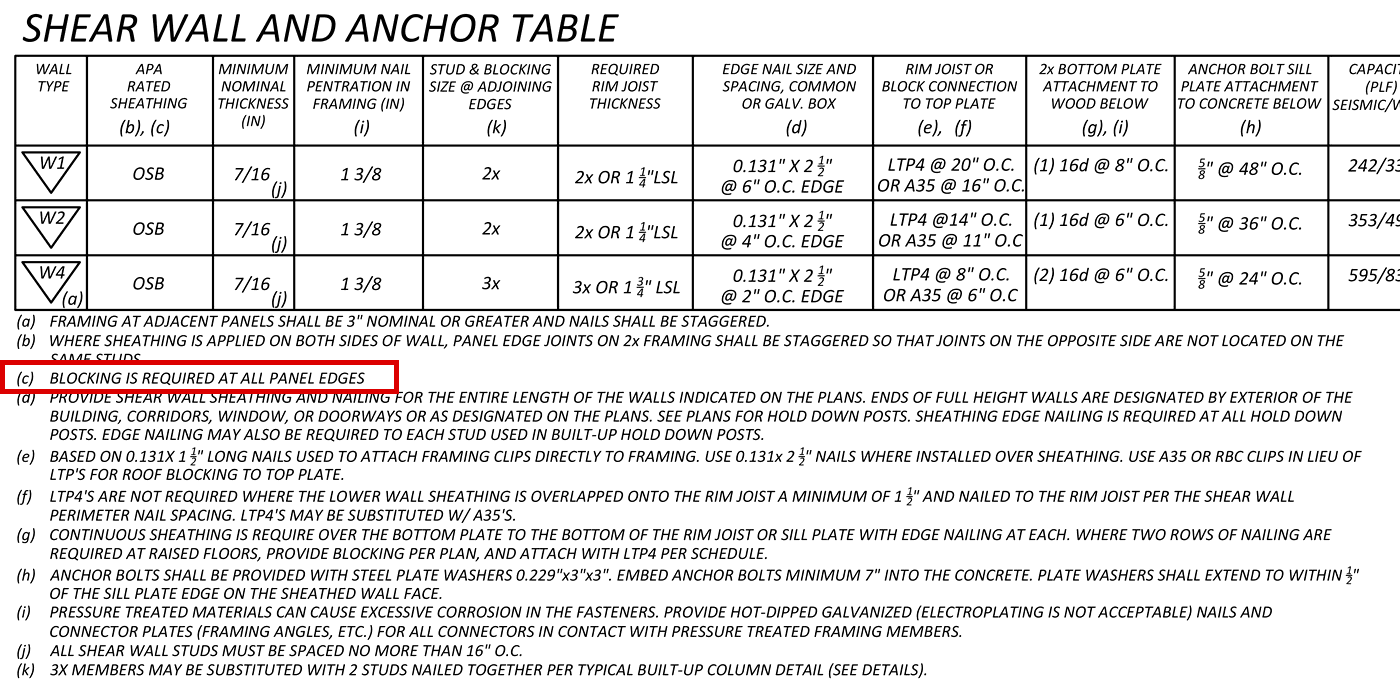 SHEAR WALL AND ANCHOR TABLE
WALL TYPE | APA RATED SHEATHING (b), (c) | MINIMUM NOMINAL THICKNESS (IN) | MINIMUM NAIL PENTRATION IN FRAMING (IN) (i) | STUD & BLOCKING SIZE @ ADJOINING EDGES (k) | REQUIRED RIM JOIST THICKNESS | EDGE NAIL SIZE AND SPACING, COMMON OR GALV. BOX (d) | RIM JOIST OR BLOCK CONNECTION TO TOP PLATE (e), (f) | 2x BOTTOM PLATE ATTACHMENT TO WOOD BELOW (g), (i) | ANCHOR BOLT SILL PLATE ATTACHMENT TO CONCRETE BELOW (h) | (PLF)
W1 | OSB | 7/16 (j) | 1 3/8 | 2x | 2x OR 1 1/4"LSL | 0.131" X 2 1/2" @ 6" O.C. EDGE | LTP4 @ 20" O.C. OR A35 @ 16" O.C. | (1) 16d @ 8" O.C. | 5/8" @ 48" O.C. | 242/33
W2 | OSB | 7/16 (j) | 1 3/8 | 2x | 2x OR 1 1/4"LSL | 0.131" X 2 1/2" @ 4" O.C. EDGE | LTP4 @14" O.C. OR A35 @ 11" O.C | (1) 16d @ 6" O.C. | 5/8" @ 36" O.C. | 353/49
W4 (a) | OSB | 7/16 (j) | 1 3/8 | 3x | 3x OR 1 3/4" LSL | 0.131" X 2 1/2" @ 2" O.C. EDGE | LTP4 @ 8" O.C. OR A35 @ 6" O.C | (2) 16d @ 6" O.C. | 5/8" @ 24" O.C. | 595/83
(a) FRAMING AT ADJACENT PANELS SHALL BE 3" NOMINAL OR GREATER AND NAILS SHALL BE STAGGERED.
(b) WHERE SHEATHING IS APPLIED ON BOTH SIDES OF WALL, PANEL EDGE JOINTS ON 2x FRAMING SHALL BE STAGGERED SO THAT JOINTS ON THE OPPOSITE SIDE ARE NOT LOCATED ON THE
SAME STUDS
(c) BLOCKING IS REQUIRED AT ALL PANEL EDGES
(d) PROVIDE SHEAR WALL SHEATHING AND NAILING FOR THE ENTIRE LENGTH OF THE WALLS INDICATED ON THE PLANS. ENDS OF FULL HEIGHT WALLS ARE DESIGNATED BY EXTERIOR OF THE
BUILDING, CORRIDORS, WINDOW, OR DOORWAYS OR AS DESIGNATED ON THE PLANS. SEE PLANS FOR HOLD DOWN POSTS. SHEATHING EDGE NAILING IS REQUIRED AT ALL HOLD DOWN
POSTS. EDGE NAILING MAY ALSO BE REQUIRED TO EACH STUD USED IN BUILT-UP HOLD DOWN POSTS.
(e) BASED ON 0.131X 1 1/2" LONG NAILS USED TO ATTACH FRAMING CLIPS DIRECTLY TO FRAMING. USE 0.131x 2 1/2" NAILS WHERE INSTALLED OVER SHEATHING. USE A35 OR RBC CLIPS IN LIEU OF
LTP'S FOR ROOF BLOCKING TO TOP PLATE.
(f) LTP4'S ARE NOT REQUIRED WHERE THE LOWER WALL SHEATHING IS OVERLAPPED ONTO THE RIM JOIST A MINIMUM OF 1 1/2" AND NAILED TO THE RIM JOIST PER THE SHEAR WALL
PERIMETER NAIL SPACING. LTP4'S MAY BE SUBSTITUTED W/ A35'S.
(g) CONTINUOUS SHEATHING IS REQUIRE OVER THE BOTTOM PLATE TO THE BOTTOM OF THE RIM JOIST OR SILL PLATE WITH EDGE NAILING AT EACH. WHERE TWO ROWS OF NAILING ARE
REQUIRED AT RAISED FLOORS, PROVIDE BLOCKING PER PLAN, AND ATTACH WITH LTP4 PER SCHEDULE.
(h) ANCHOR BOLTS SHALL BE PROVIDED WITH STEEL PLATE WASHERS 0.229"x3"x3". EMBED ANCHOR BOLTS MINIMUM 7" INTO THE CONCRETE. PLATE WASHERS SHALL EXTEND TO WITHIN 1/2"
OF THE SILL PLATE EDGE ON THE SHEATHED WALL FACE.
(i) PRESSURE TREATED MATERIALS CAN CAUSE EXCESSIVE CORROSION IN THE FASTENERS. PROVIDE HOT-DIPPED GALVANIZED (ELECTROPLATING IS NOT ACCEPTABLE) NAILS AND
CONNECTOR PLATES (FRAMING ANGLES, ETC.) FOR ALL CONNECTORS IN CONTACT WITH PRESSURE TREATED FRAMING MEMBERS.
(j) ALL SHEAR WALL STUDS MUST BE SPACED NO MORE THAN 16" O.C.
(k) 3X MEMBERS MAY BE SUBSTITUTED WITH 2 STUDS NAILED TOGETHER PER TYPICAL BUILT-UP COLUMN DETAIL (SEE DETAILS).